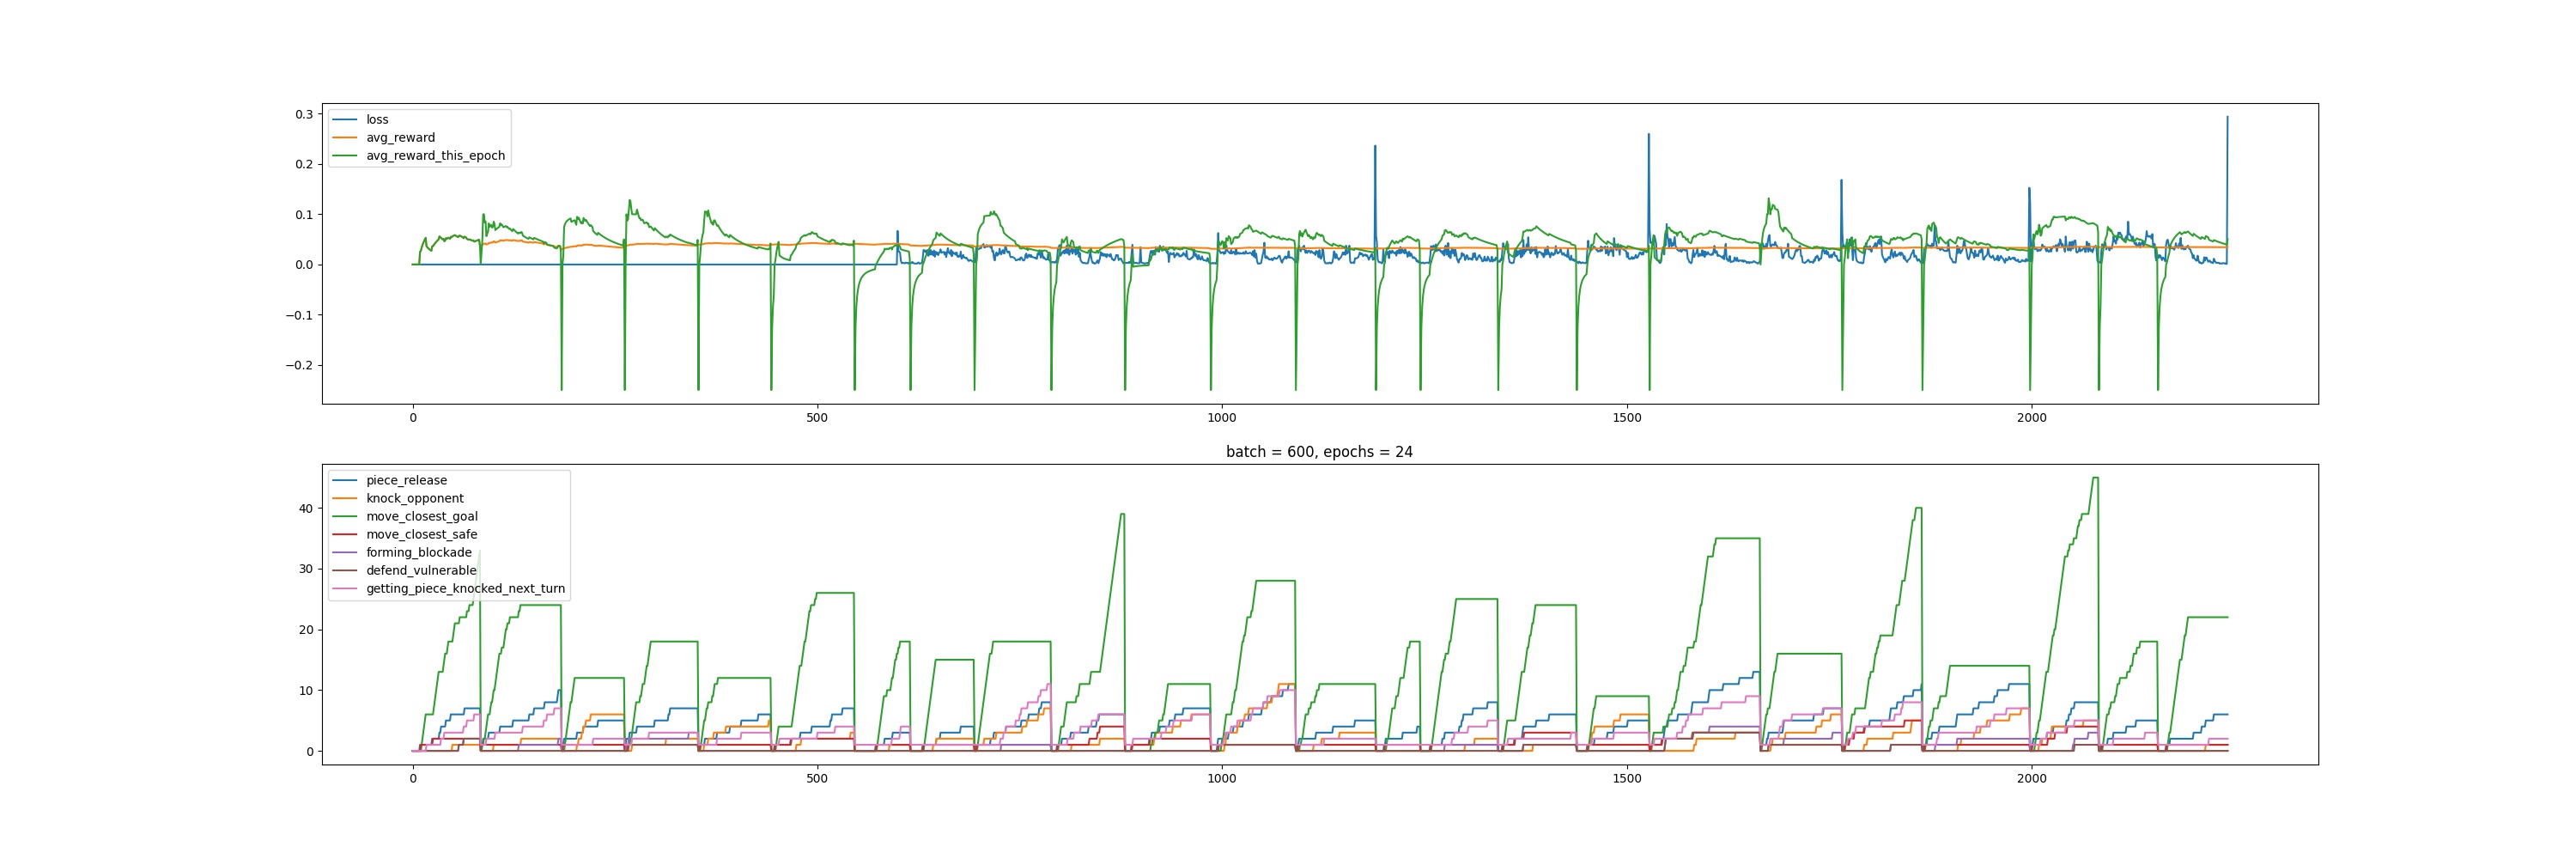 0.3
0.2
0.1
0.0
−0.1
−0.2
loss
avg_reward
avg_reward_this_epoch
0 500 1000 1500 2000
batch = 600, epochs = 24
40
30
20
10
0
piece_release
knock_opponent
move_closest_goal
move_closest_safe
forming_blockade
defend_vulnerable
getting_piece_knocked_next_turn
0 500 1000 1500 2000